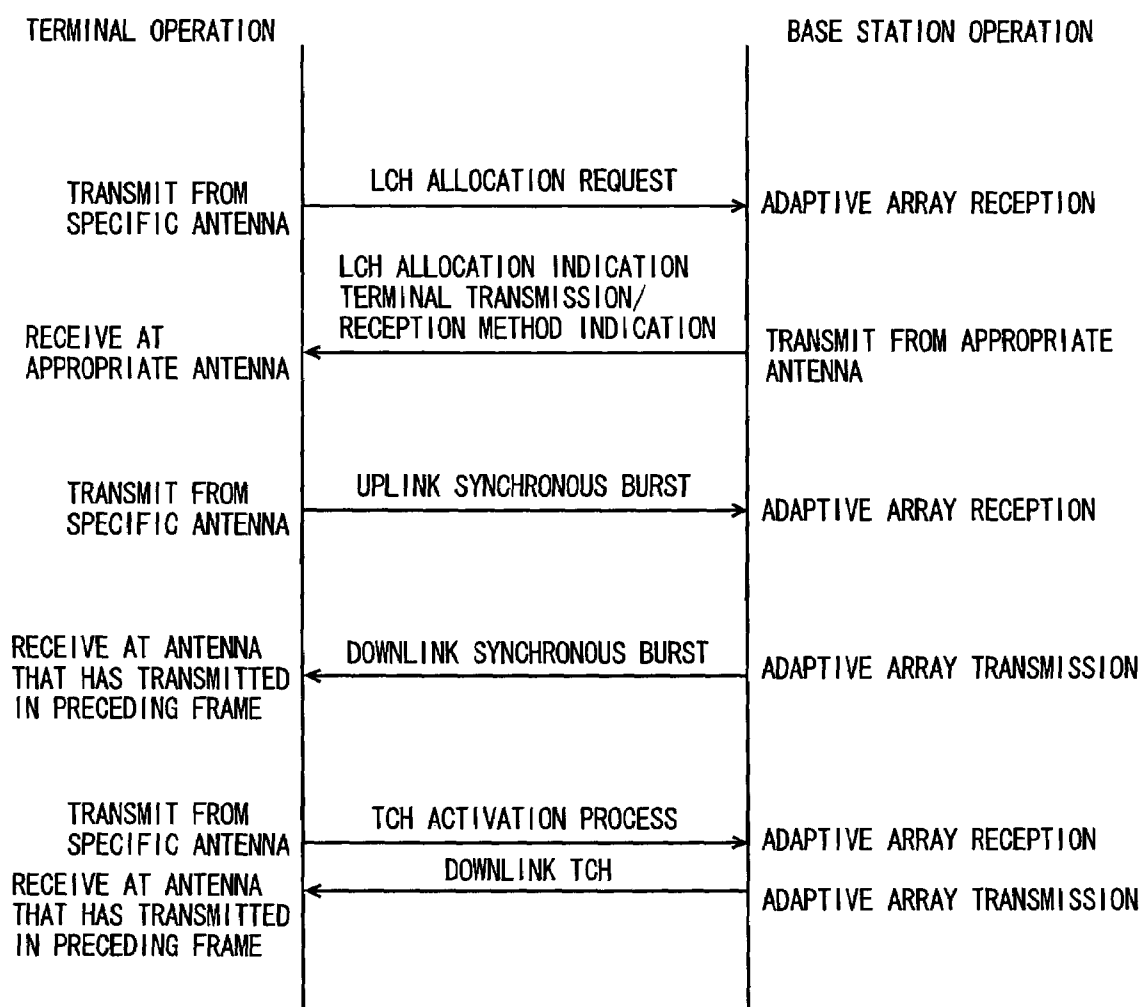 TERMINAL OPERATION
BASE STATION OPERATION
TRANSMIT FROM
SPECIFIC ANTENNA
LCH ALLOCATION REQUEST
ADAPTIVE ARRAY RECEPTION
LCH ALLOCATION INDICATION
TERMINAL TRANSMISSION/
RECEPTION METHOD INDICATION
RECEIVE AT
APPROPRIATE ANTENNA
TRANSMIT FROM APPROPRIATE
ANTENNA
TRANSMIT FROM
SPECIFIC ANTENNA
UPLINK SYNCHRONOUS BURST
ADAPTIVE ARRAY RECEPTION
RECEIVE AT ANTENNA
THAT HAS TRANSMITTED
IN PRECEDING FRAME
DOWNLINK SYNCHRONOUS BURST
ADAPTIVE ARRAY TRANSMISSION
TRANSMIT FROM
SPECIFIC ANTENNA
TCH ACTIVATION PROCESS
ADAPTIVE ARRAY RECEPTION
RECEIVE AT ANTENNA
THAT HAS TRANSMITTED
IN PRECEDING FRAME
DOWNLINK TCH
ADAPTIVE ARRAY TRANSMISSION